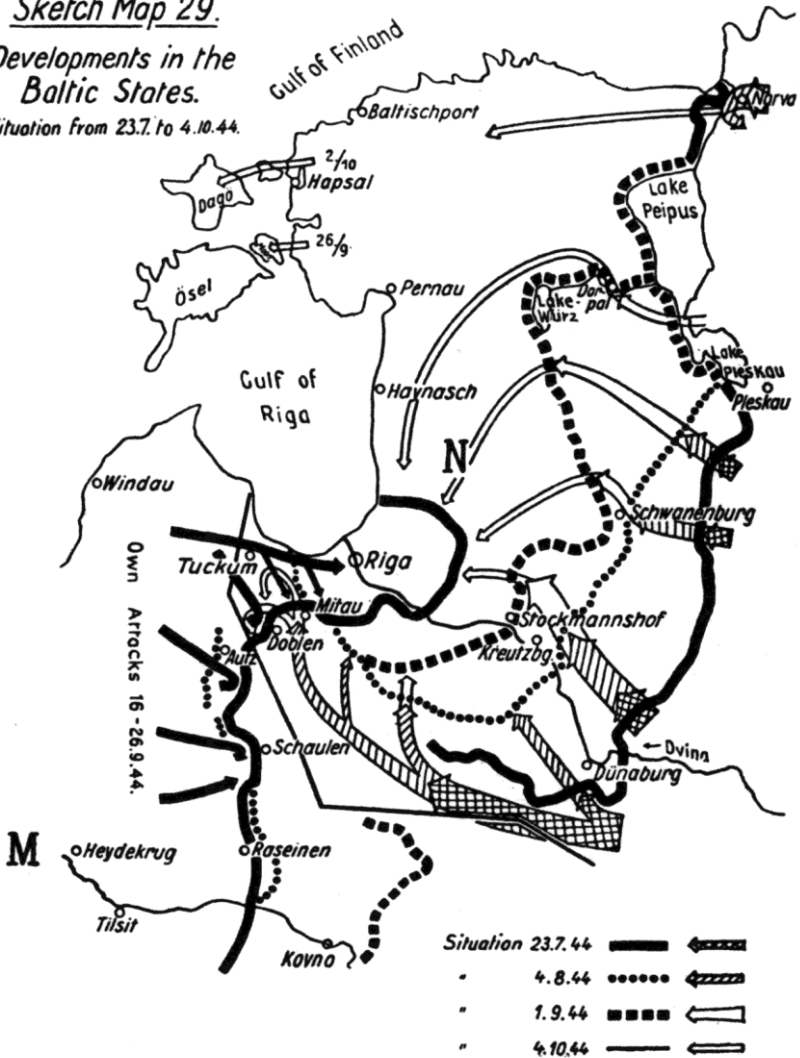 Sketch Map 29.
Developments in the
Baltic States.
Situation from 23.7. to 4.10.44.
Gulf of Finland
Baltischport
Narva
2/10
Hapsal
Dagö
Lake
Peipus
26/9
Ösel
Pernau
Dor-
pat
Lake-
Würz
Lake
Pleskau
Pleskau
Gulf of
Riga
Haynasch
N
Windau
Schwanenburg
Own Attacks 16-26.9.44.
Tuckum
Riga
Mitau
Stockmannshof
Doblen
Kreutzbg.
Autz
Schaulen
Dvina
Dünaburg
M
Heydekrug
Raseinen
Tilsit
Kovno
Situation 23.7.44
" 4.8.44
" 1.9.44
" 4.10.44